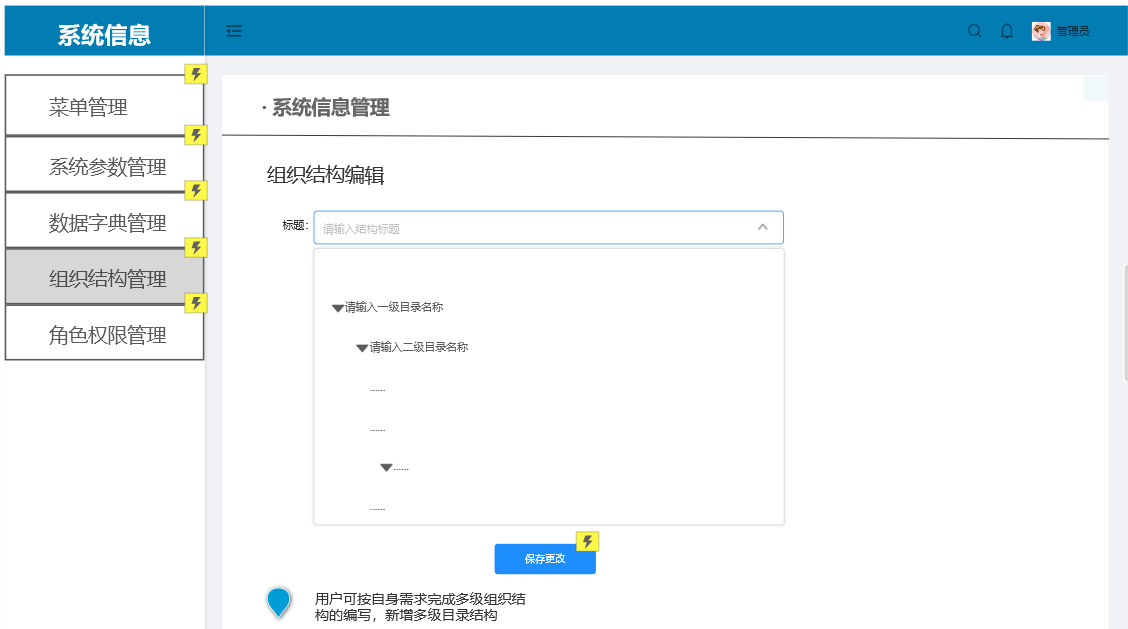 系统信息
管理员
菜单管理
系统参数管理
数据字典管理
组织结构管理
角色权限管理
· 系统信息管理
组织结构编辑
标题：
请输入结构标题
请输入一级目录名称
请输入二级目录名称
......
......
......
......
保存更改
用户可按自身需求完成多级组织结
构的编写，新增多级目录结构